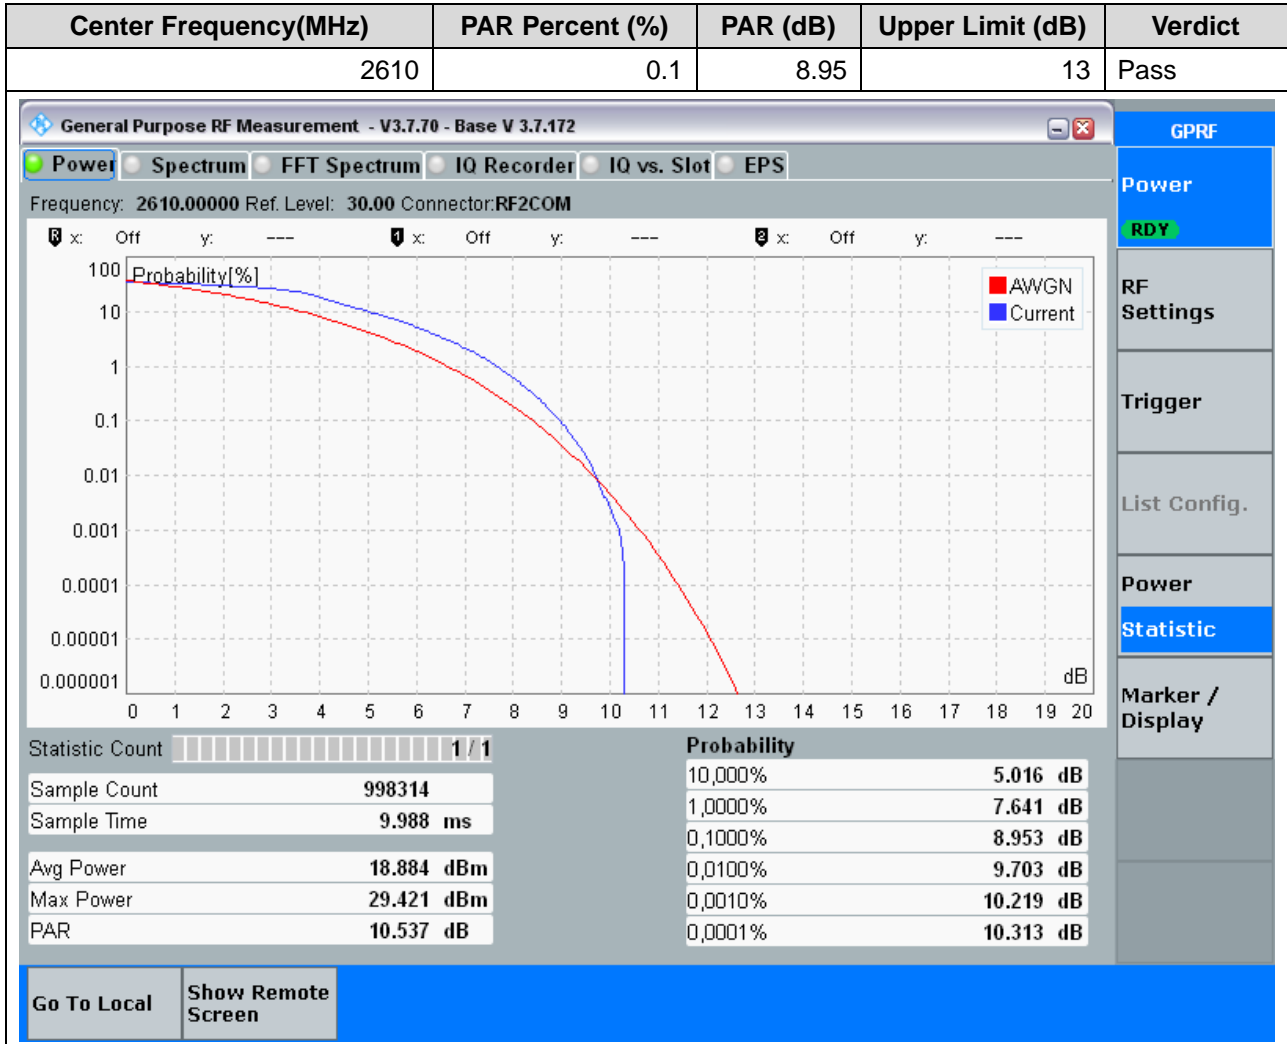 Center Frequency(MHz) PAR Percent (%) PAR (dB) Upper Limit (dB) Verdict
2610 0.1 8.95 13 Pass
General Purpose RF Measurement - V3.7.70 - Base V 3.7.172
GPRF
Power Spectrum FFT Spectrum IQ Recorder IQ vs. Slot EPS
Frequency: 2610.00000 Ref. Level: 30.00 Connector:RF2COM
Power
RDY
R x: Off y: --- 1 x: Off y: --- 2 x: Off y: ---
Probability[%]
AWGN
Current
100
10
1
0.1
0.01
0.001
0.0001
0.00001
0.000001
dB
0 1 2 3 4 5 6 7 8 9 10 11 12 13 14 15 16 17 18 19 20
RF
Settings
Trigger
List Config.
Power
Statistic
Marker /
Display
Statistic Count 1 / 1
Sample Count 998314
Sample Time 9.988 ms
Avg Power 18.884 dBm
Max Power 29.421 dBm
PAR 10.537 dB
Probability
10,000% 5.016 dB
1,0000% 7.641 dB
0,1000% 8.953 dB
0,0100% 9.703 dB
0,0010% 10.219 dB
0,0001% 10.313 dB
Go To Local
Show Remote
Screen